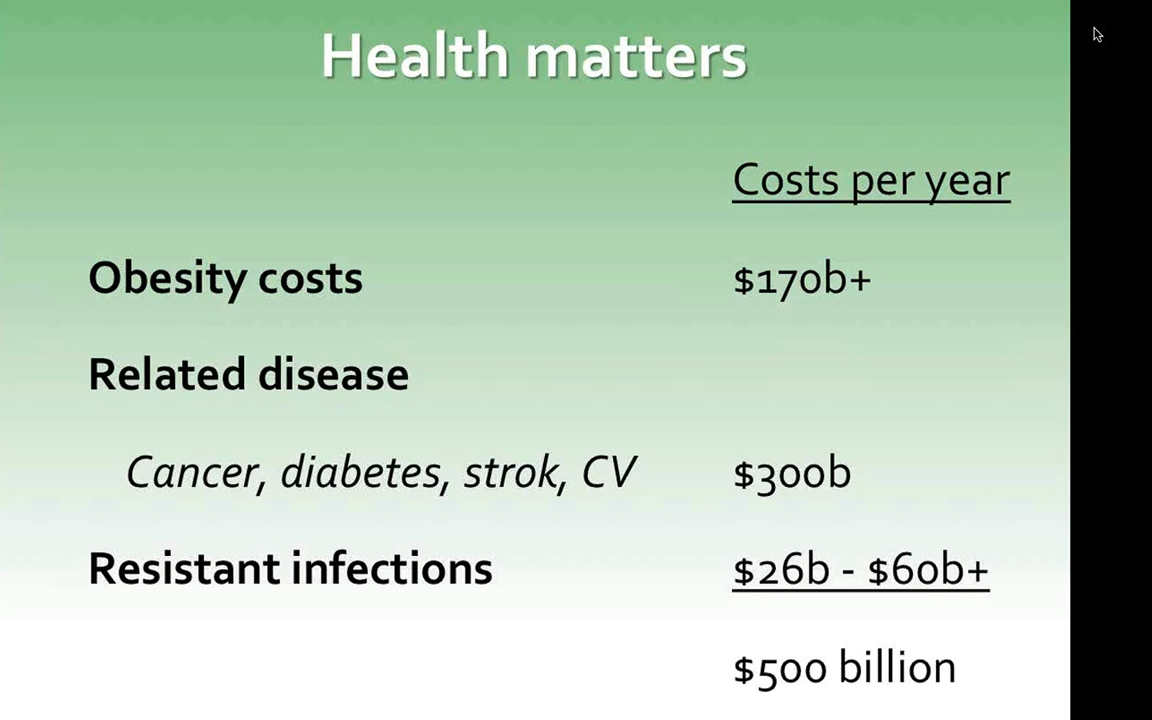 Health matters
Costs per year
Obesity costs $170b+
Related disease
Cancer, diabetes, strok, CV $300b
Resistant infections $26b - $60b+
$500 billion